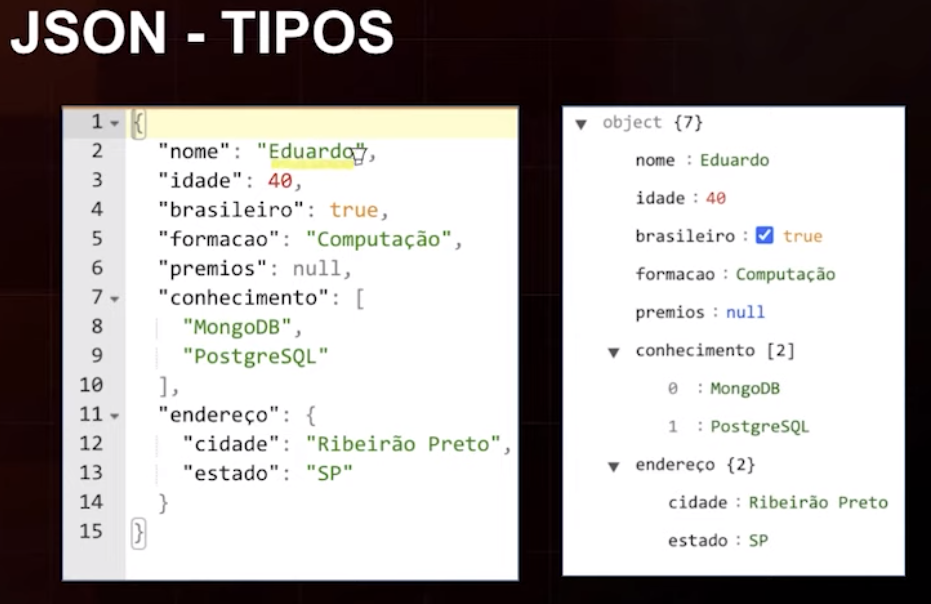 JSON - TIPOS
1 {
2 "nome": "Eduardo",
3 "idade": 40,
4 "brasileiro": true,
5 "formacao": "Computação",
6 "premios": null,
7 "conhecimento": [
8 "MongoDB",
9 "PostgreSQL"
10 ],
11 "endereço": {
12 "cidade": "Ribeirão Preto",
13 "estado": "SP"
14 }
15 }
object {7}
nome : Eduardo
idade : 40
brasileiro : true
formacao : Computação
premios : null
conhecimento [2]
0 : MongoDB
1 : PostgreSQL
endereço {2}
cidade : Ribeirão Preto
estado : SP